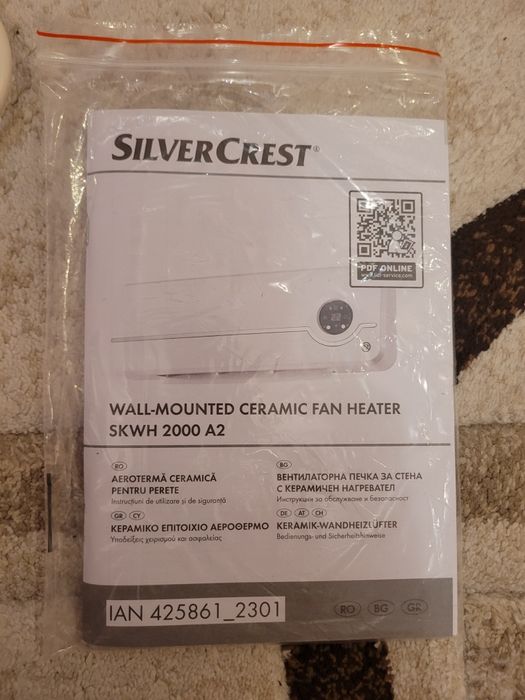 SILVERCREST®
PDF ONLINE
www.lidl-service.com
WALL-MOUNTED CERAMIC FAN HEATER
SKWH 2000 A2
RO
AEROTERMĂ CERAMICĂ
PENTRU PERETE
Instrucțiuni de utilizare și de siguranță
BG
ВЕНТИЛАТОРНА ПЕЧКА ЗА СТЕНА
С КЕРАМИЧЕН НАГРЕВАТЕЛ
Инструкции за обслужване и безопасност
GR CY
ΚΕΡΑΜΙΚΟ ΕΠΙΤΟΙΧΙΟ ΑΕΡΟΘΕΡΜΟ
Υποδείξεις χειρισμού και ασφαλείας
DE AT CH
KERAMIK-WANDHEIZLÜFTER
Bedienungs- und Sicherheitshinweise
IAN 425861_2301
RO BG GR